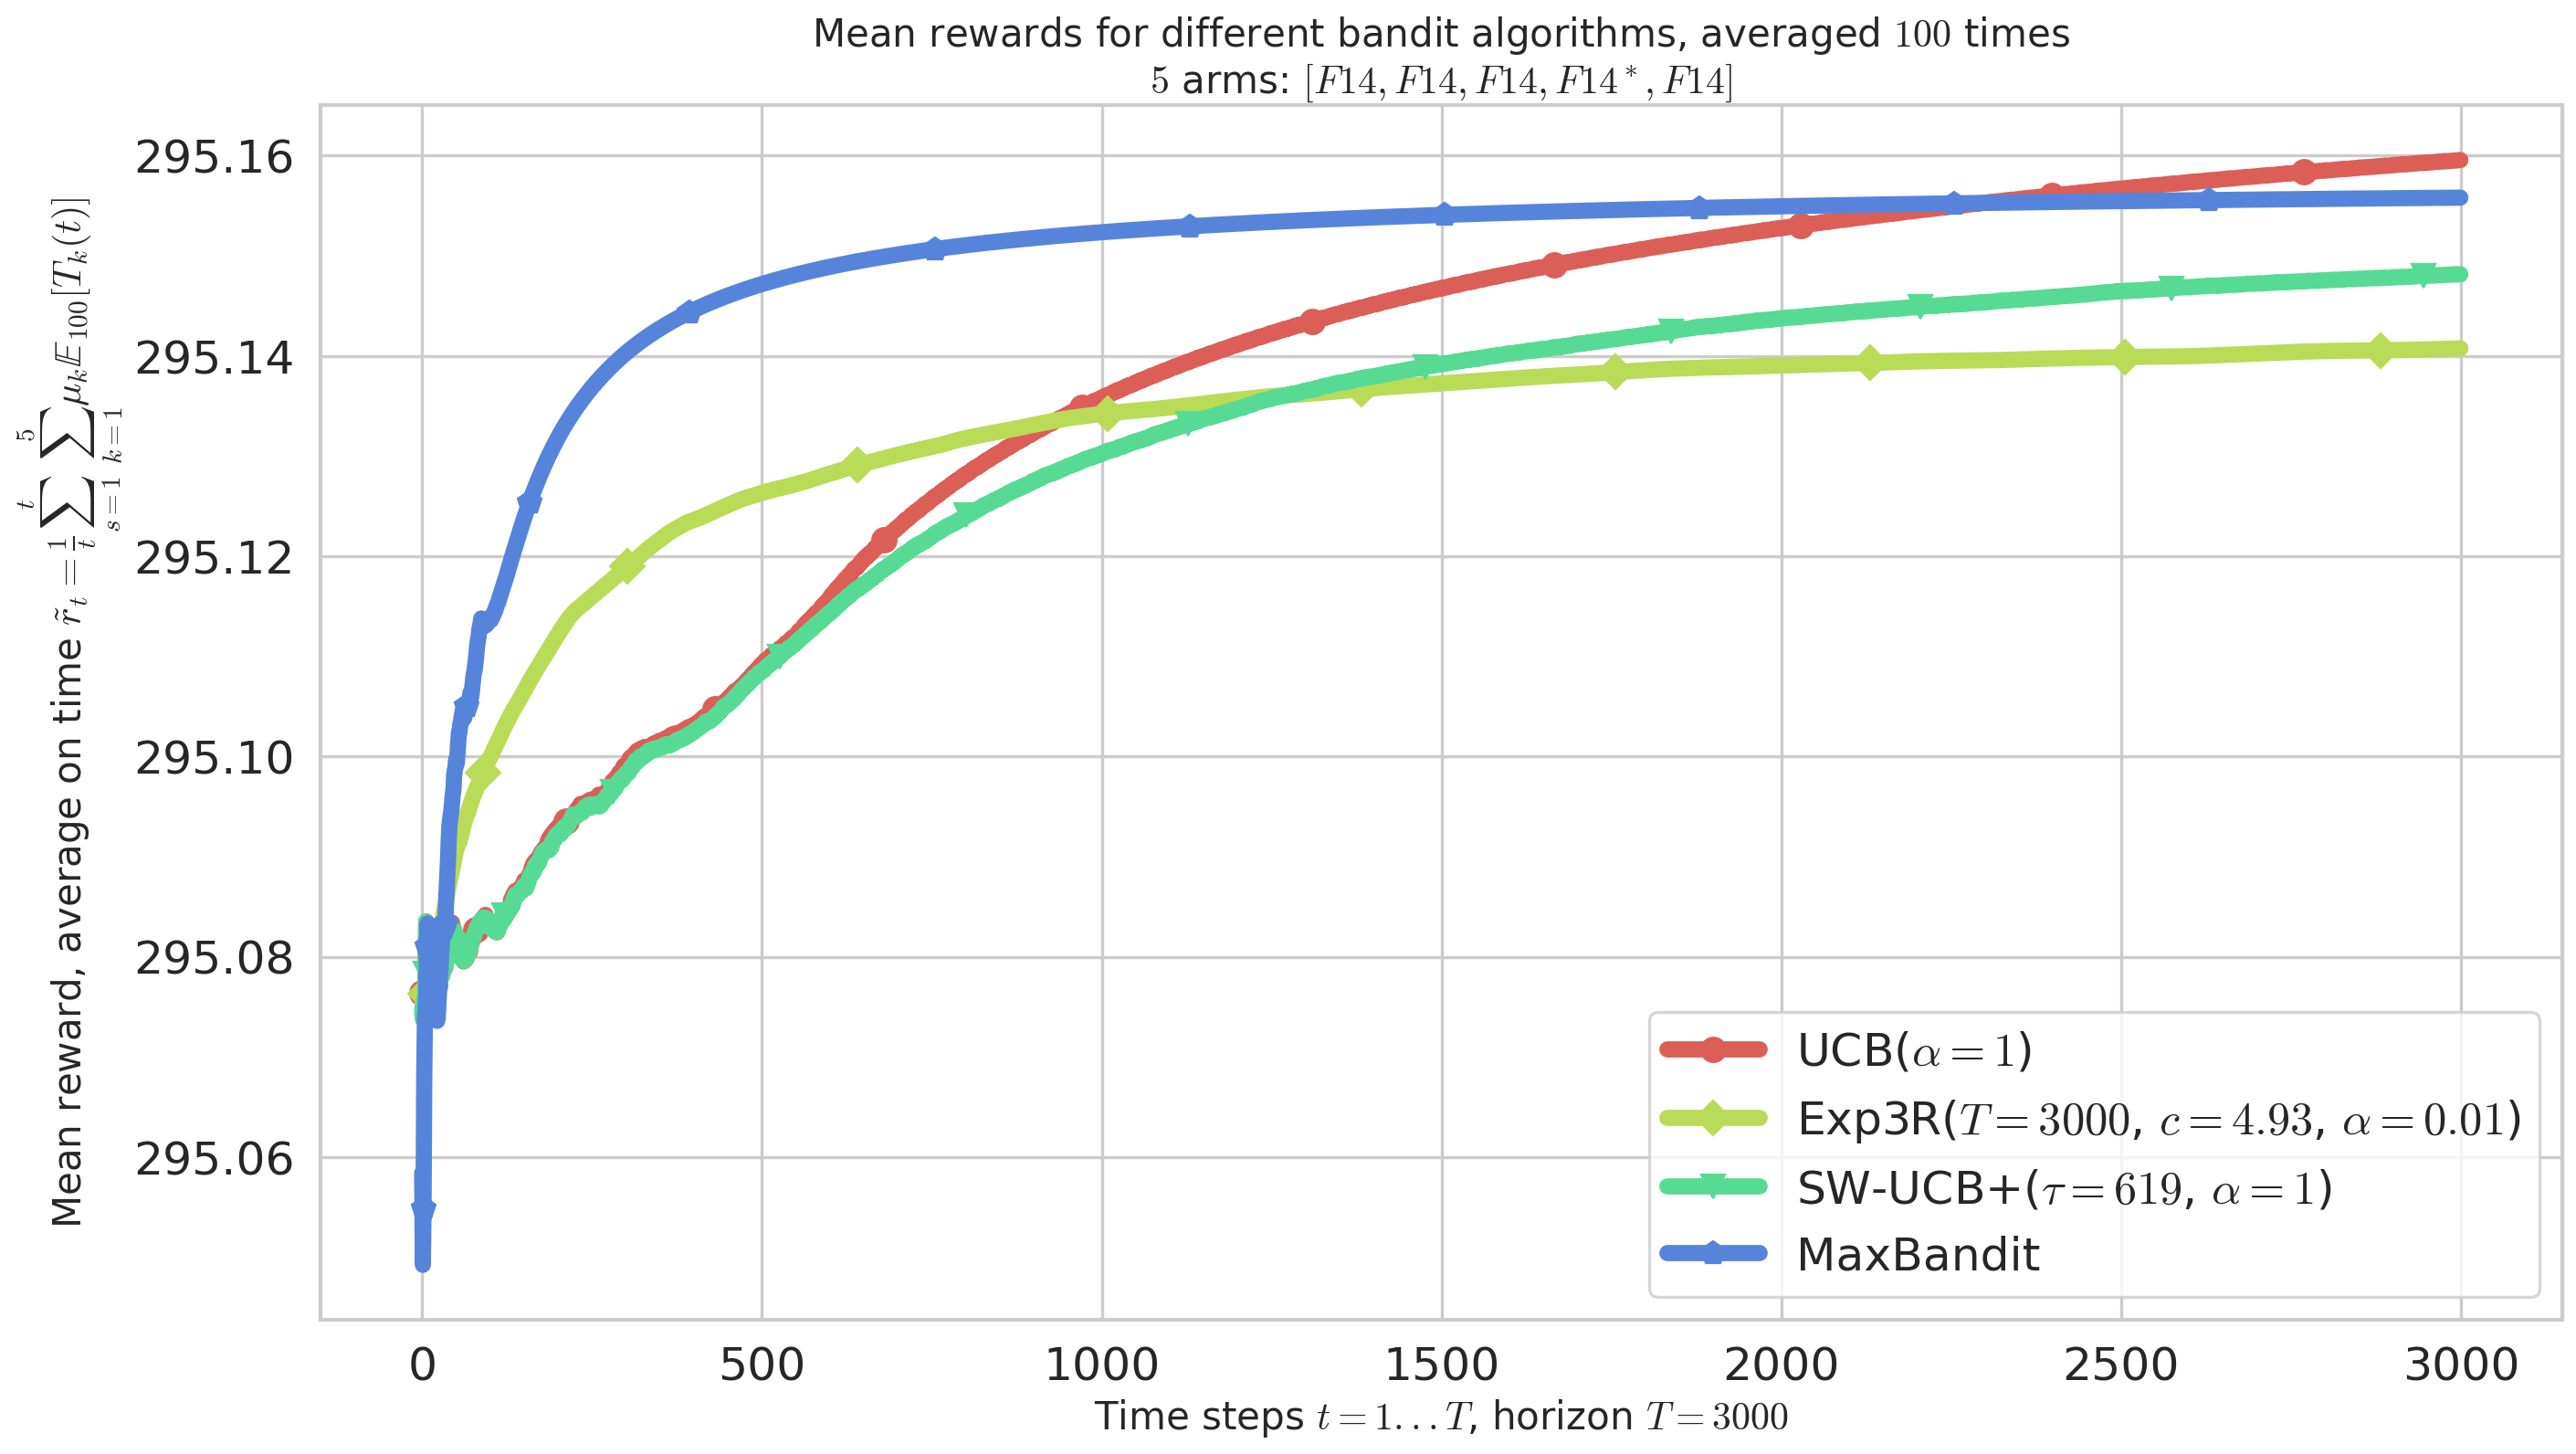 Mean rewards for different bandit algorithms, averaged 100 times
5 arms: [F14, F14, F14, F14*, F14]
Mean reward, average on time r̃_t = 1/t ∑_{s=1}^{t} ∑_{k=1}^{5} μ_k 𝔼_{100}[T_k(t)]
295.16
295.14
295.12
295.10
295.08
295.06
UCB(α = 1)
Exp3R(T = 3000, c = 4.93, α = 0.01)
SW-UCB+(τ = 619, α = 1)
MaxBandit
0 500 1000 1500 2000 2500 3000
Time steps t = 1...T, horizon T = 3000